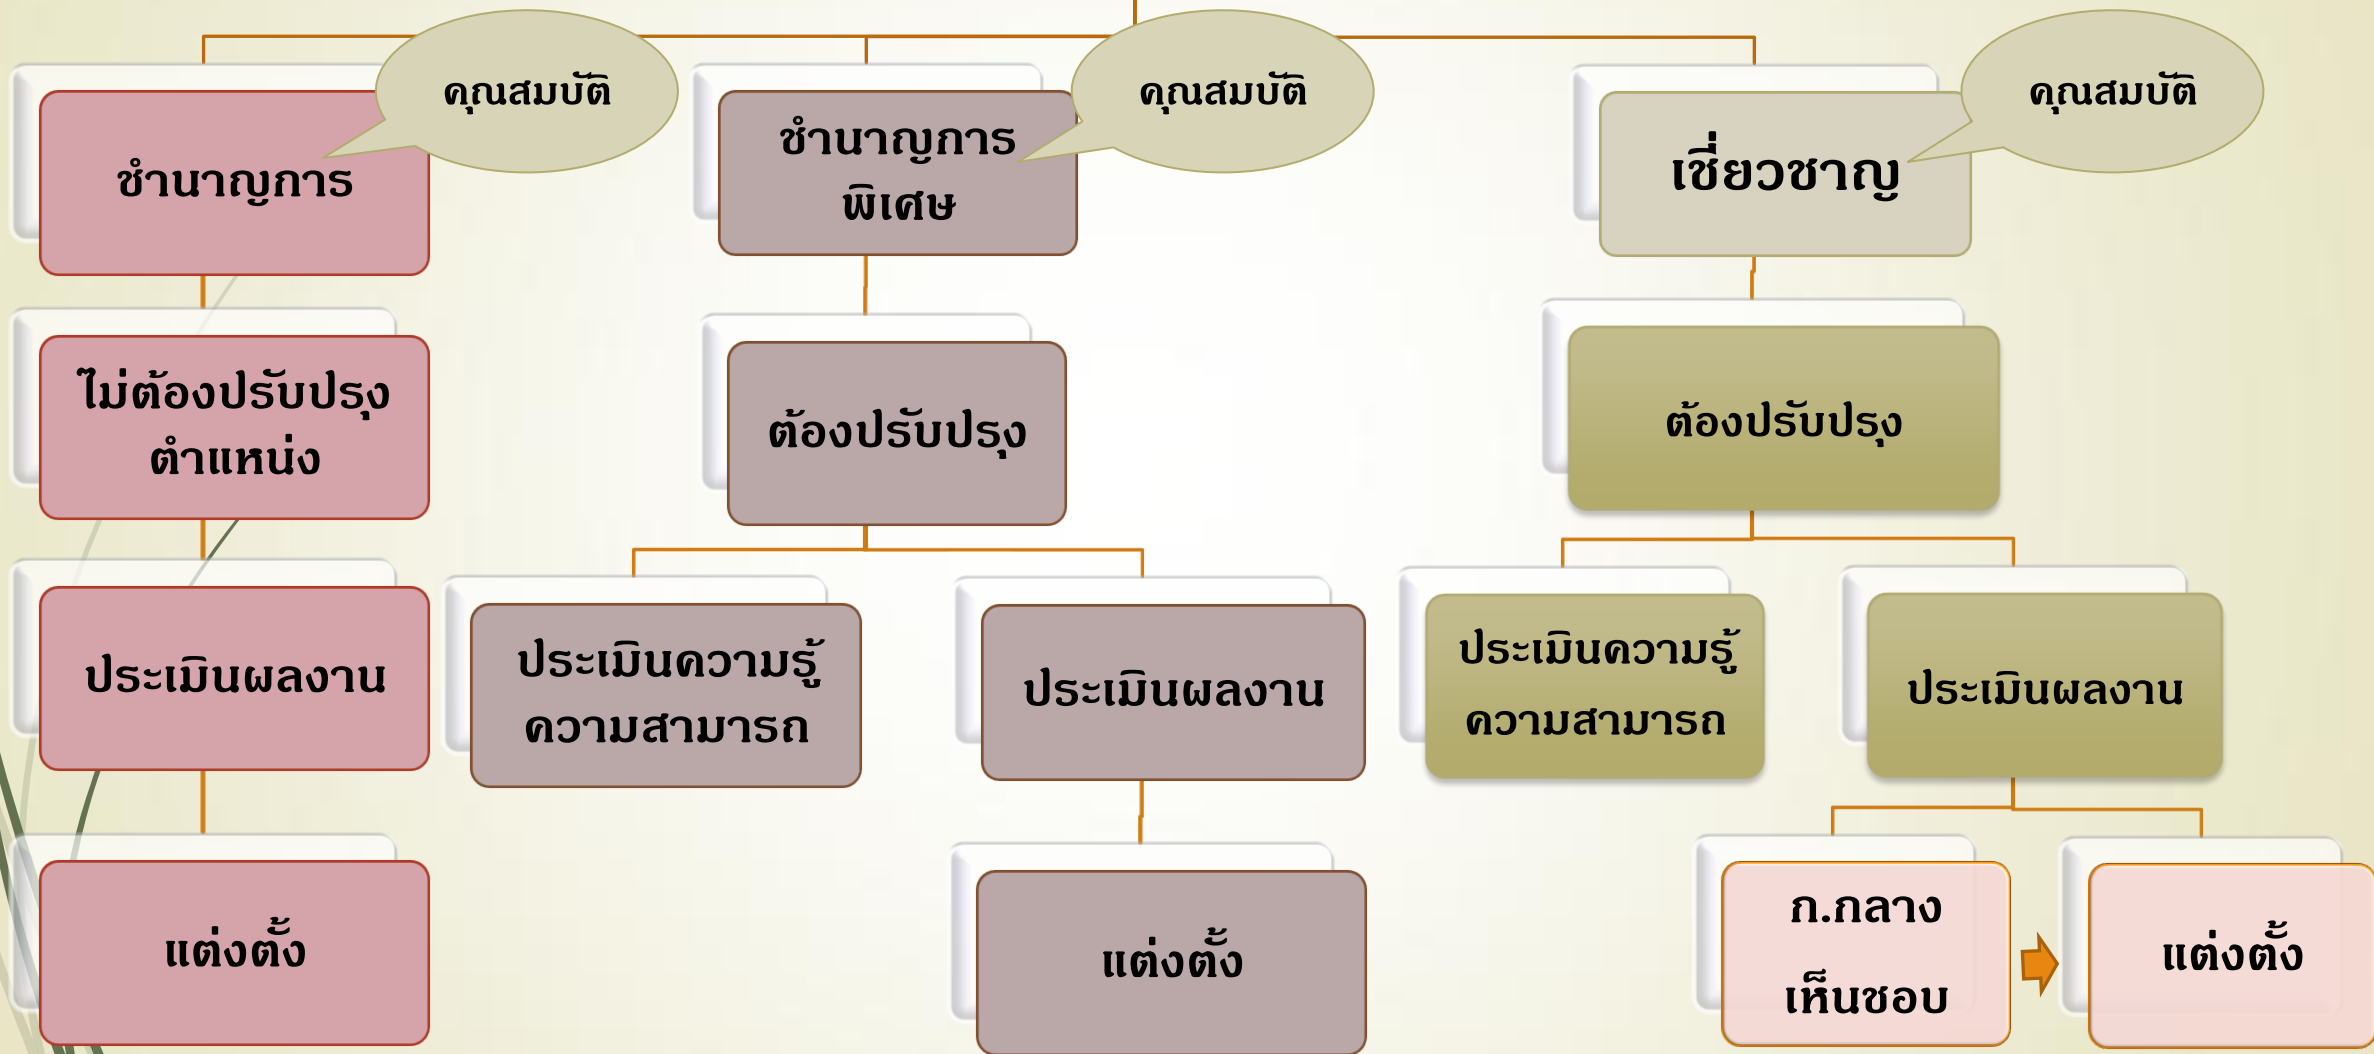 คุณสมบัติ
คุณสมบัติ
คุณสมบัติ
ชำนาญการ
ชำนาญการ
พิเศษ
เชี่ยวชาญ
ไม่ต้องปรับปรุง
ตำแหน่ง
ต้องปรับปรุง
ต้องปรับปรุง
ประเมินผลงาน
ประเมินความรู้
ความสามารถ
ประเมินผลงาน
ประเมินความรู้
ความสามารถ
ประเมินผลงาน
แต่งตั้ง
แต่งตั้ง
ก.กลาง
เห็นชอบ
แต่งตั้ง